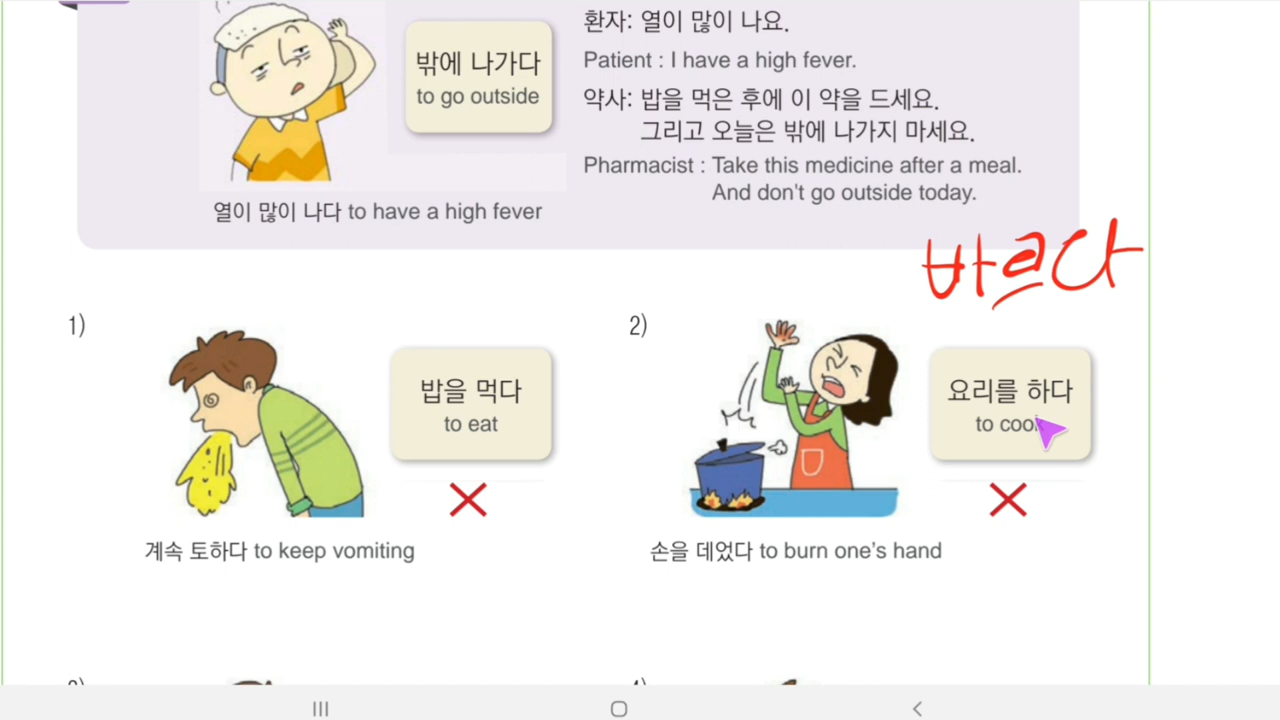 환자: 열이 많이 나요.
밖에 나가다
to go outside
Patient : I have a high fever.
약사: 밥을 먹은 후에 이 약을 드세요.
그리고 오늘은 밖에 나가지 마세요.
Pharmacist : Take this medicine after a meal.
And don't go outside today.
열이 많이 나다 to have a high fever
바르다
1)
밥을 먹다
to eat
계속 토하다 to keep vomiting
2)
요리를 하다
to cook
손을 데었다 to burn one's hand